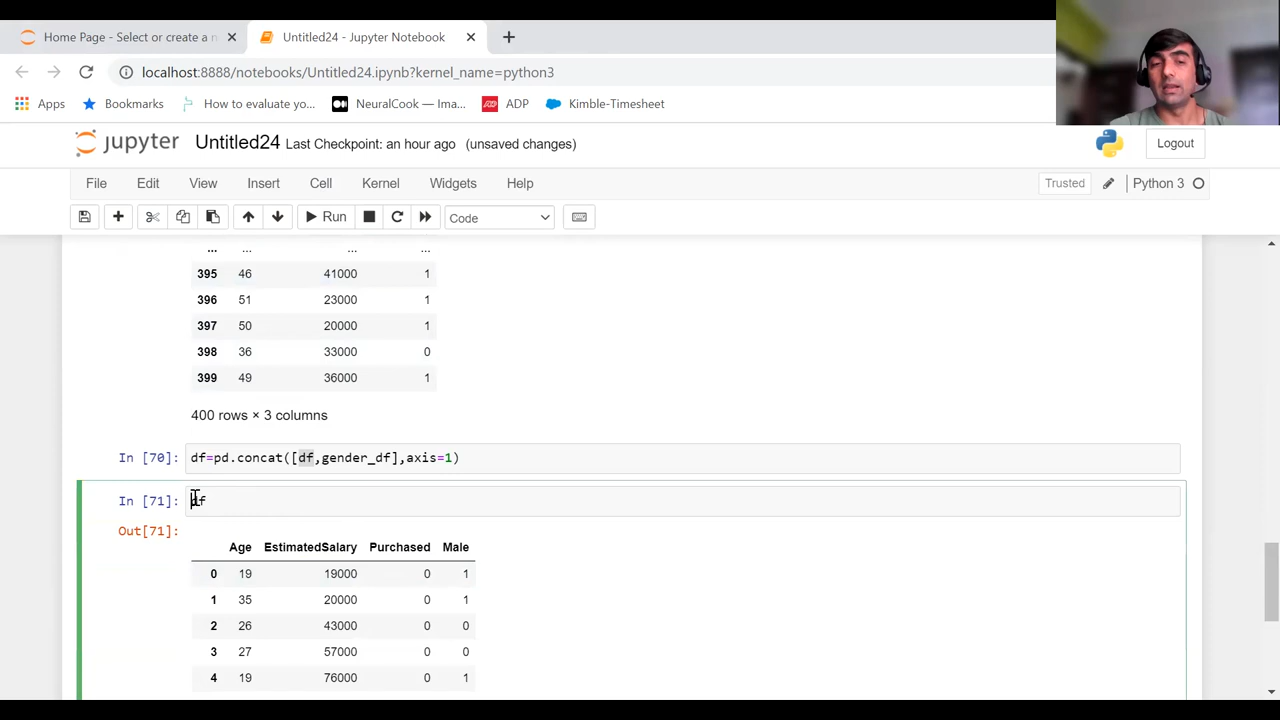 Home Page - Select or create a n
Untitled24 - Jupyter Notebook
localhost:8888/notebooks/Untitled24.ipynb?kernel_name=python3
Apps Bookmarks How to evaluate yo... NeuralCook — Ima... ADP Kimble-Timesheet
jupyter Untitled24 Last Checkpoint: an hour ago (unsaved changes) Logout
File Edit View Insert Cell Kernel Widgets Help Trusted Python 3
Run Code
... ... ... ...
395 46 41000 1
396 51 23000 1
397 50 20000 1
398 36 33000 0
399 49 36000 1
400 rows × 3 columns
In [70]: df=pd.concat([df,gender_df],axis=1)
In [71]: df
Out[71]:
Age EstimatedSalary Purchased Male
0 19 19000 0 1
1 35 20000 0 1
2 26 43000 0 0
3 27 57000 0 0
4 19 76000 0 1